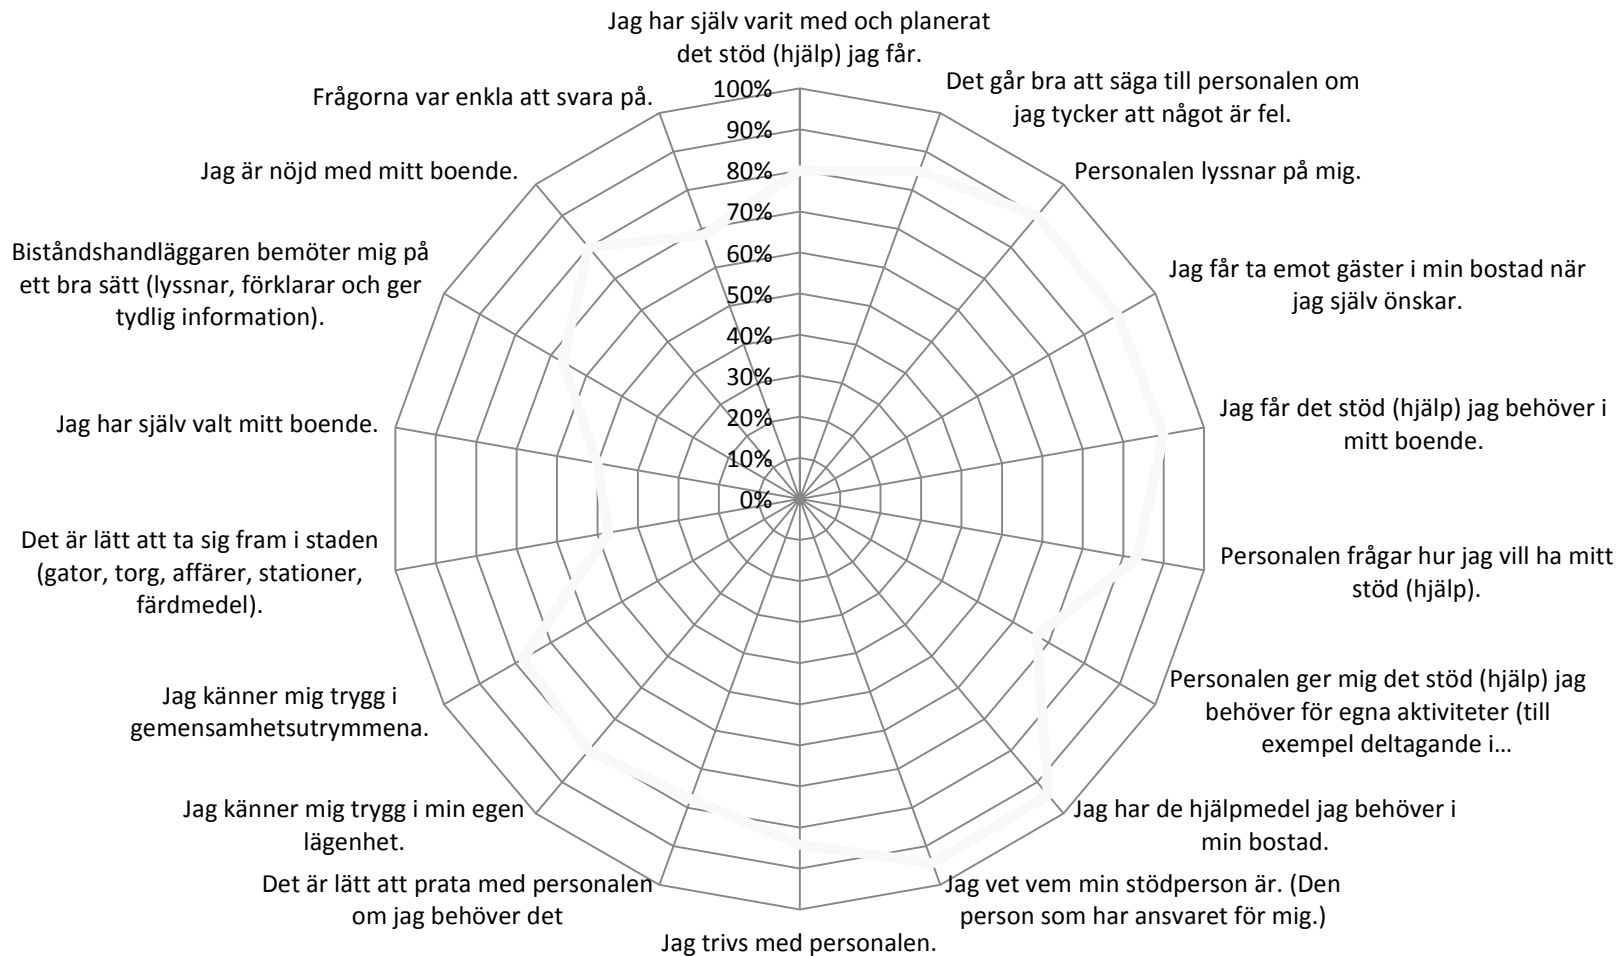 Jag har själv varit med och planerat
det stöd (hjälp) jag får.
Det går bra att säga till personalen om
jag tycker att något är fel.
Personalen lyssnar på mig.
Jag får ta emot gäster i min bostad när
jag själv önskar.
Jag får det stöd (hjälp) jag behöver i
mitt boende.
Personalen frågar hur jag vill ha mitt
stöd (hjälp).
Personalen ger mig det stöd (hjälp) jag
behöver för egna aktiviteter (till
exempel deltagande i...
Jag har de hjälpmedel jag behöver i
min bostad.
Jag vet vem min stödperson är. (Den
person som har ansvaret för mig.)
Jag trivs med personalen.
Det är lätt att prata med personalen
om jag behöver det
Jag känner mig trygg i min egen
lägenhet.
Jag känner mig trygg i
gemensamhetsutrymmena.
Det är lätt att ta sig fram i staden
(gator, torg, affärer, stationer,
färdmedel).
Jag har själv valt mitt boende.
Biståndshandläggaren bemöter mig på
ett bra sätt (lyssnar, förklarar och ger
tydlig information).
Jag är nöjd med mitt boende.
Frågorna var enkla att svara på.
100%
90%
80%
70%
60%
50%
40%
30%
20%
10%
0%